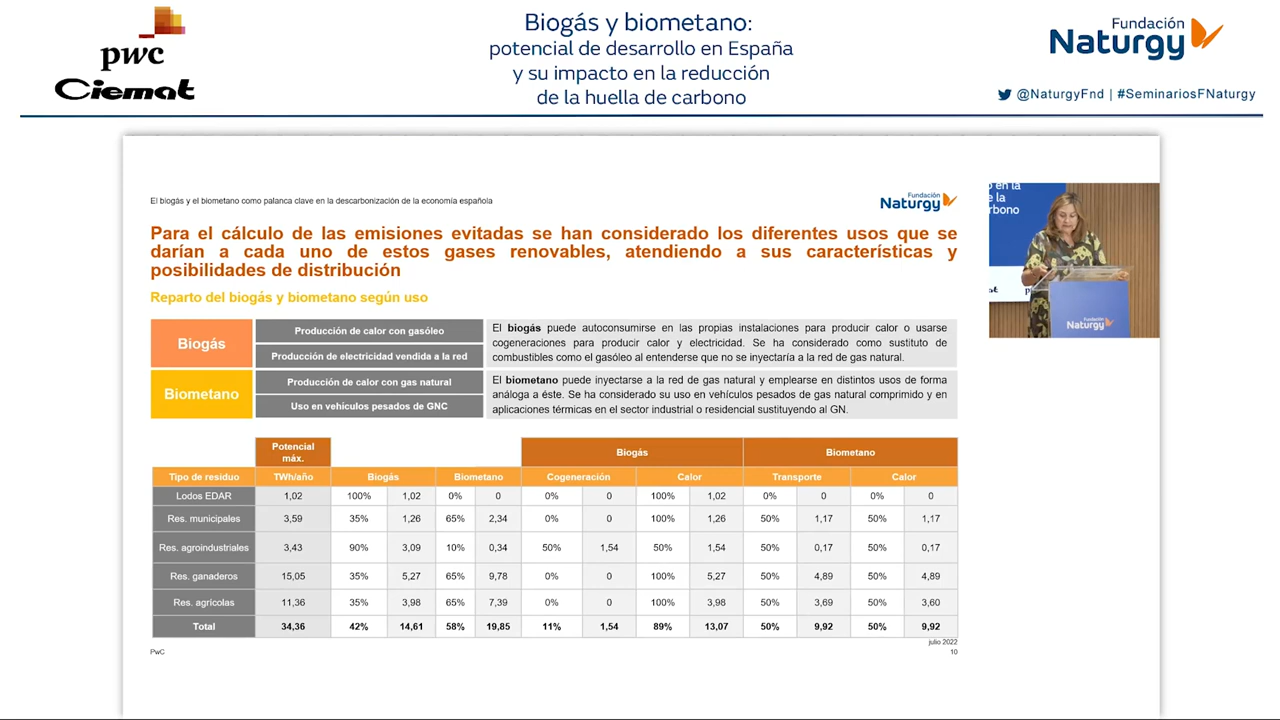 pwc
Ciemat
Biogás y biometano:
potencial de desarrollo en España
y su impacto en la reducción
de la huella de carbono
Fundación
Naturgy
@NaturgyFnd | #SeminariosFNaturgy
El biogás y el biometano como palanca clave en la descarbonización de la economía española
Fundación
Naturgy
Para el cálculo de las emisiones evitadas se han considerado los diferentes usos que se
darían a cada uno de estos gases renovables, atendiendo a sus características y
posibilidades de distribución
Reparto del biogás y biometano según uso
Biogás
Producción de calor con gasóleo
Producción de electricidad vendida a la red
El biogás puede autoconsumirse en las propias instalaciones para producir calor o usarse
cogeneraciones para producir calor y electricidad. Se ha considerado como sustituto de
combustibles como el gasóleo al entenderse que no se inyectaría a la red de gas natural.
Biometano
Producción de calor con gas natural
Uso en vehículos pesados de GNC
El biometano puede inyectarse a la red de gas natural y emplearse en distintos usos de forma
análoga a éste. Se ha considerado su uso en vehículos pesados de gas natural comprimido y en
aplicaciones térmicas en el sector industrial o residencial sustituyendo al GN.
Potencial
máx.
Biogás Biometano
Tipo de residuo TWh/año Biogás Biometano Cogeneración Calor Transporte Calor
Lodos EDAR 1,02 100% 1,02 0% 0 0% 0 100% 1,02 0% 0 0% 0
Res. municipales 3,59 35% 1,26 65% 2,34 0% 0 100% 1,26 50% 1,17 50% 1,17
Res. agroindustriales 3,43 90% 3,09 10% 0,34 50% 1,54 50% 1,54 50% 0,17 50% 0,17
Res. ganaderos 15,05 35% 5,27 65% 9,78 0% 0 100% 5,27 50% 4,89 50% 4,89
Res. agrícolas 11,36 35% 3,98 65% 7,39 0% 0 100% 3,98 50% 3,69 50% 3,60
Total 34,36 42% 14,61 58% 19,85 11% 1,54 89% 13,07 50% 9,92 50% 9,92
julio 2022
PwC 10
en la
e la
rbono
Fundación
Naturgy